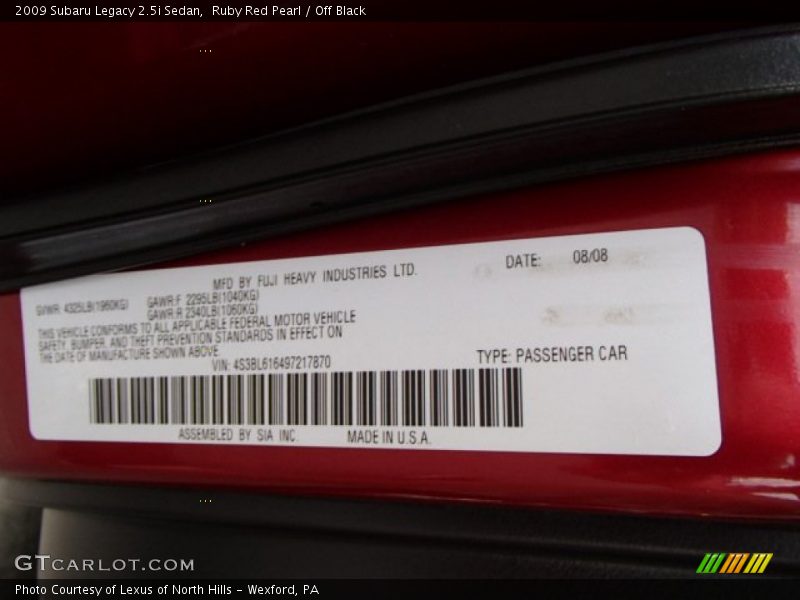 2009 Subaru Legacy 2.5i Sedan,  Ruby Red Pearl / Off Black
MFD BY FUJI HEAVY INDUSTRIES LTD.
DATE: 08/08
GVWR 4325LB(1960KG)
GAWR:F 2295LB(1040KG)
GAWR:R 2340LB(1060KG)
THIS VEHICLE CONFORMS TO ALL APPLICABLE FEDERAL MOTOR VEHICLE
SAFETY, BUMPER, AND THEFT PREVENTION STANDARDS IN EFFECT ON
THE DATE OF MANUFACTURE SHOWN ABOVE.
VIN: 4S3BL616497217870
TYPE: PASSENGER CAR
ASSEMBLED BY SIA INC. MADE IN U.S.A.
GTCARLOT.COM
Photo Courtesy of Lexus of North Hills - Wexford, PA